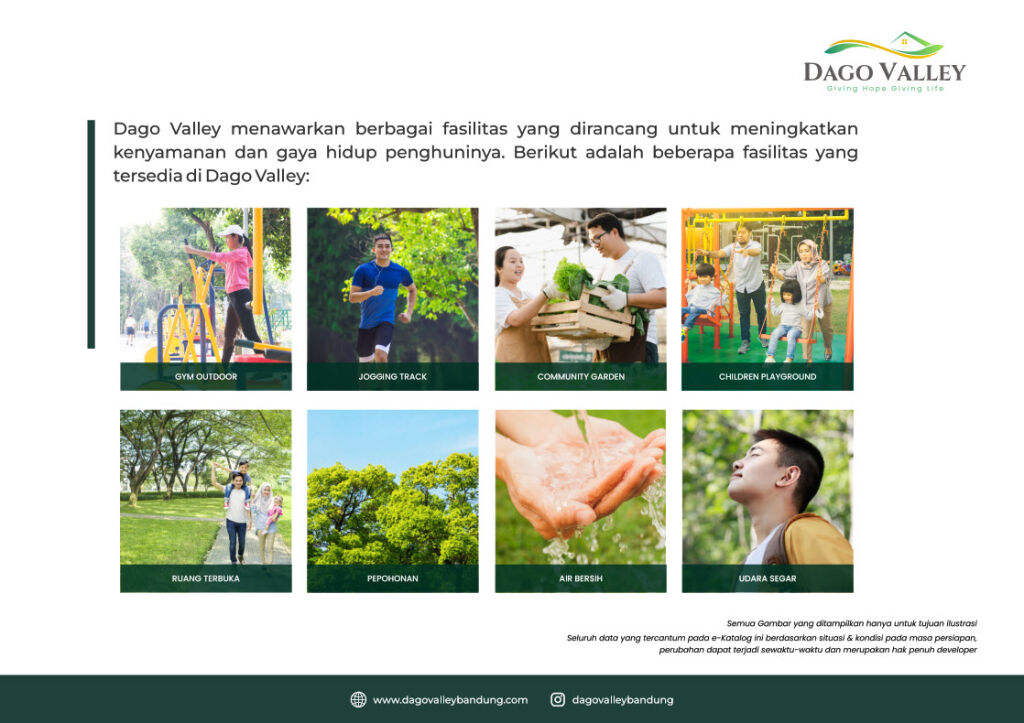 DAGO VALLEY
Giving Hope Giving Life
Dago Valley menawarkan berbagai fasilitas yang dirancang untuk meningkatkan
kenyamanan dan gaya hidup penghuninya. Berikut adalah beberapa fasilitas yang
tersedia di Dago Valley:
GYM OUTDOOR
JOGGING TRACK
COMMUNITY GARDEN
CHILDREN PLAYGROUND
RUANG TERBUKA
PEPOHONAN
AIR BERSIH
UDARA SEGAR
Semua Gambar yang ditampilkan hanya untuk tujuan ilustrasi
Seluruh data yang tercantum pada e-Katalog ini berdasarkan situasi & kondisi pada masa persiapan,
perubahan dapat terjadi sewaktu-waktu dan merupakan hak penuh developer
www.dagovalleybandung.com
dagovalleybandung